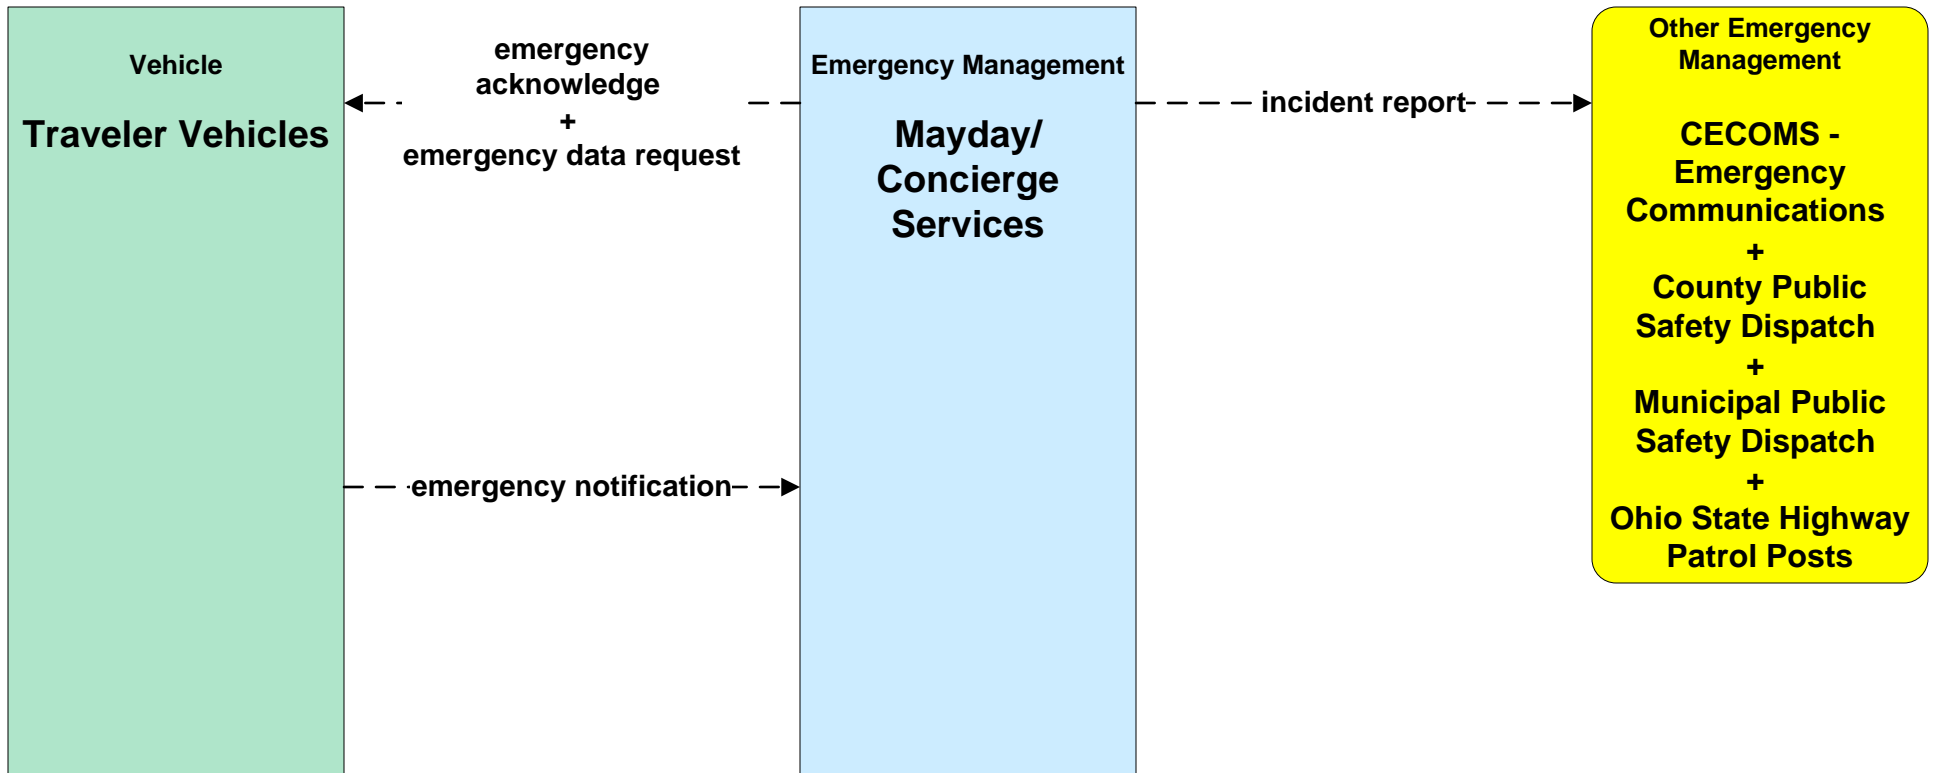 Vehicle
Traveler Vehicles
emergency
acknowledge
+
emergency data request
emergency notification
Emergency Management
Mayday/
Concierge
Services
incident report
Other Emergency
Management
CECOMS -
Emergency
Communications
+
County Public
Safety Dispatch
+
Municipal Public
Safety Dispatch
+
Ohio State Highway
Patrol Posts